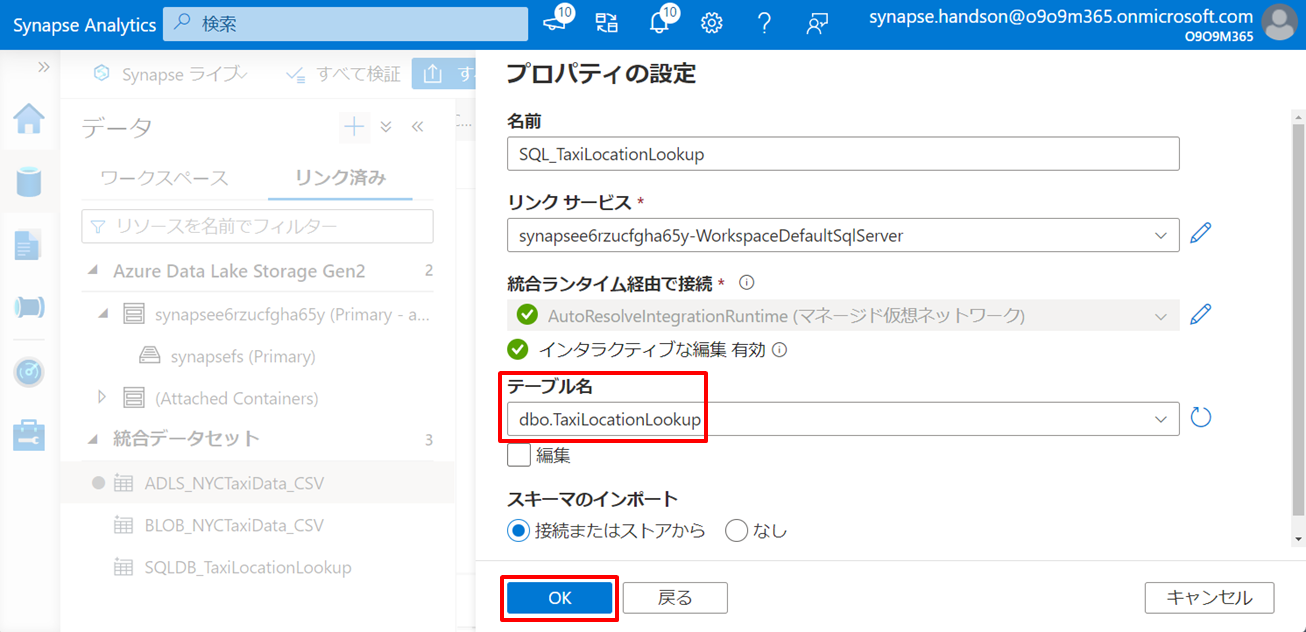 Synapse Analytics
検索
10
10
synapse.handson@o9o9m365.onmicrosoft.com
O9O9M365
Synapse ライブ
すべて検証
データ
ワークスペース
リンク済み
リソースを名前でフィルター
Azure Data Lake Storage Gen2
2
synapsee6rzucfgha65y (Primary - a...
synapsefs (Primary)
(Attached Containers)
統合データセット
3
ADLS_NYCTaxiData_CSV
BLOB_NYCTaxiData_CSV
SQLDB_TaxiLocationLookup
プロパティの設定
名前
SQL_TaxiLocationLookup
リンク サービス *
synapsee6rzucfgha65y-WorkspaceDefaultSqlServer
統合ランタイム経由で接続 *
AutoResolveIntegrationRuntime (マネージド仮想ネットワーク)
インタラクティブな編集 有効
テーブル名
dbo.TaxiLocationLookup
編集
スキーマのインポート
接続またはストアから
なし
OK
戻る
キャンセル